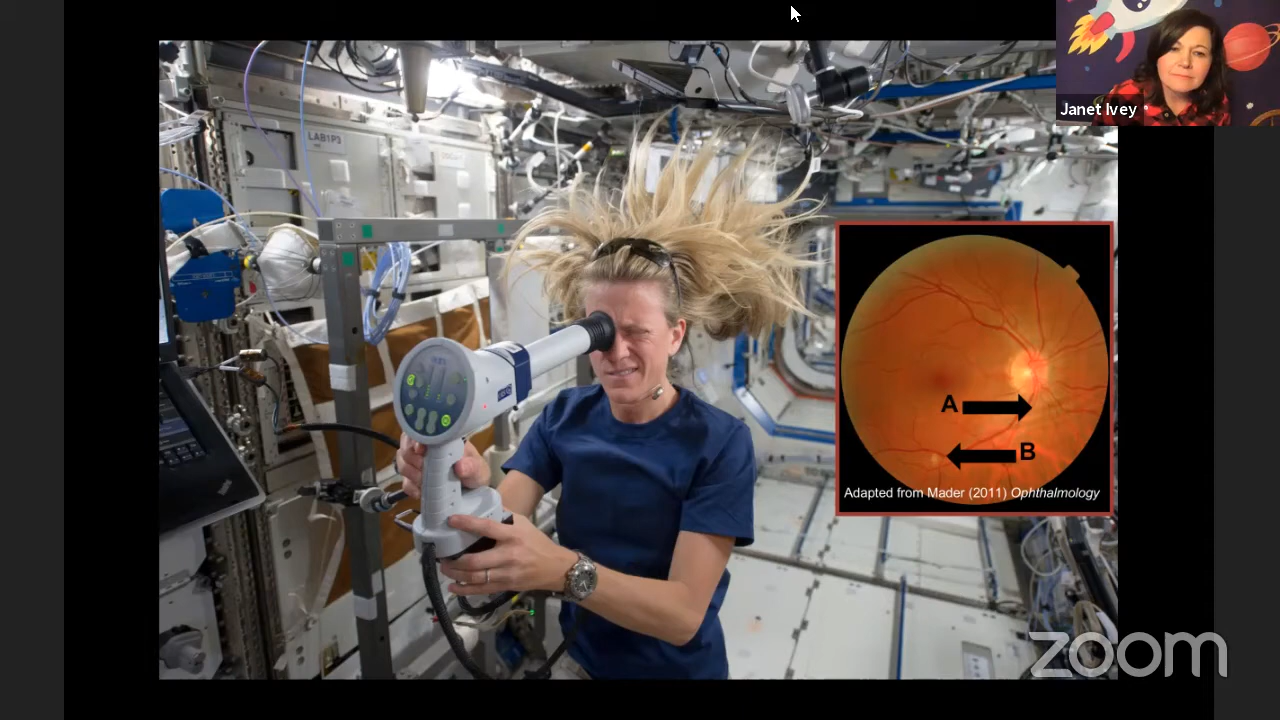 Janet Ivey
LAB1P3
A
B
Adapted from Mader (2011) Ophthalmology
zoom